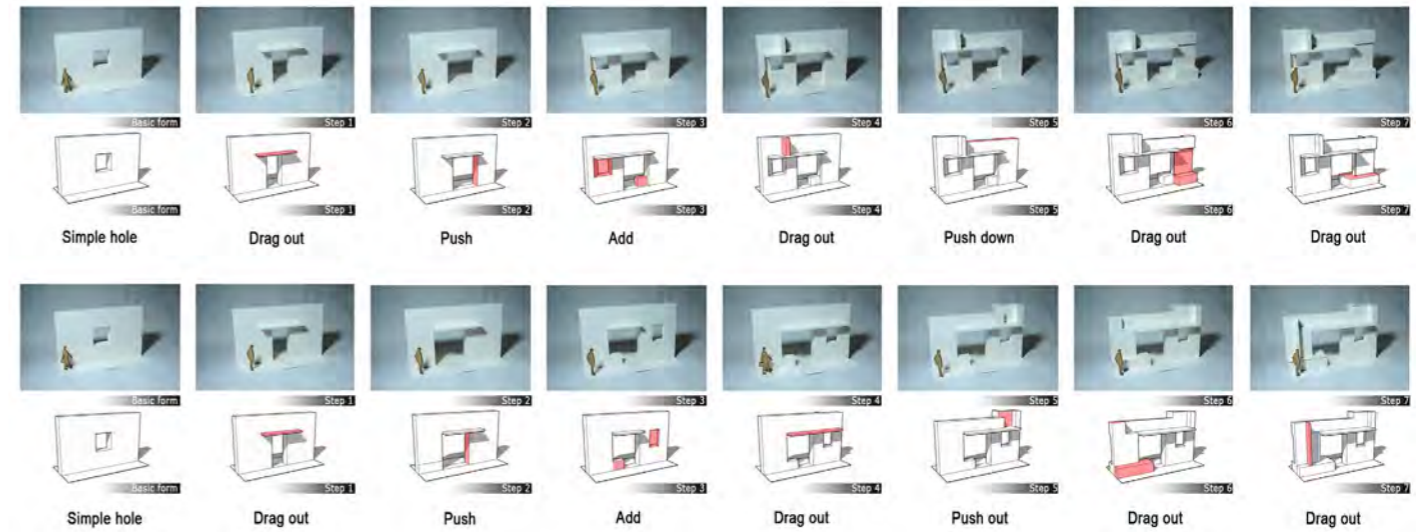 Basic form Step 1 Step 2 Step 3 Step 4 Step 5 Step 6 Step 7
Basic form Step 1 Step 2 Step 3 Step 4 Step 5 Step 6 Step 7
Simple hole Drag out Push Add Drag out Push down Drag out Drag out
Basic form Step 1 Step 2 Step 3 Step 4 Step 5 Step 6 Step 7
Basic form Step 1 Step 2 Step 3 Step 4 Step 5 Step 6 Step 7
Simple hole Drag out Push Add Drag out Push out Drag out Drag out